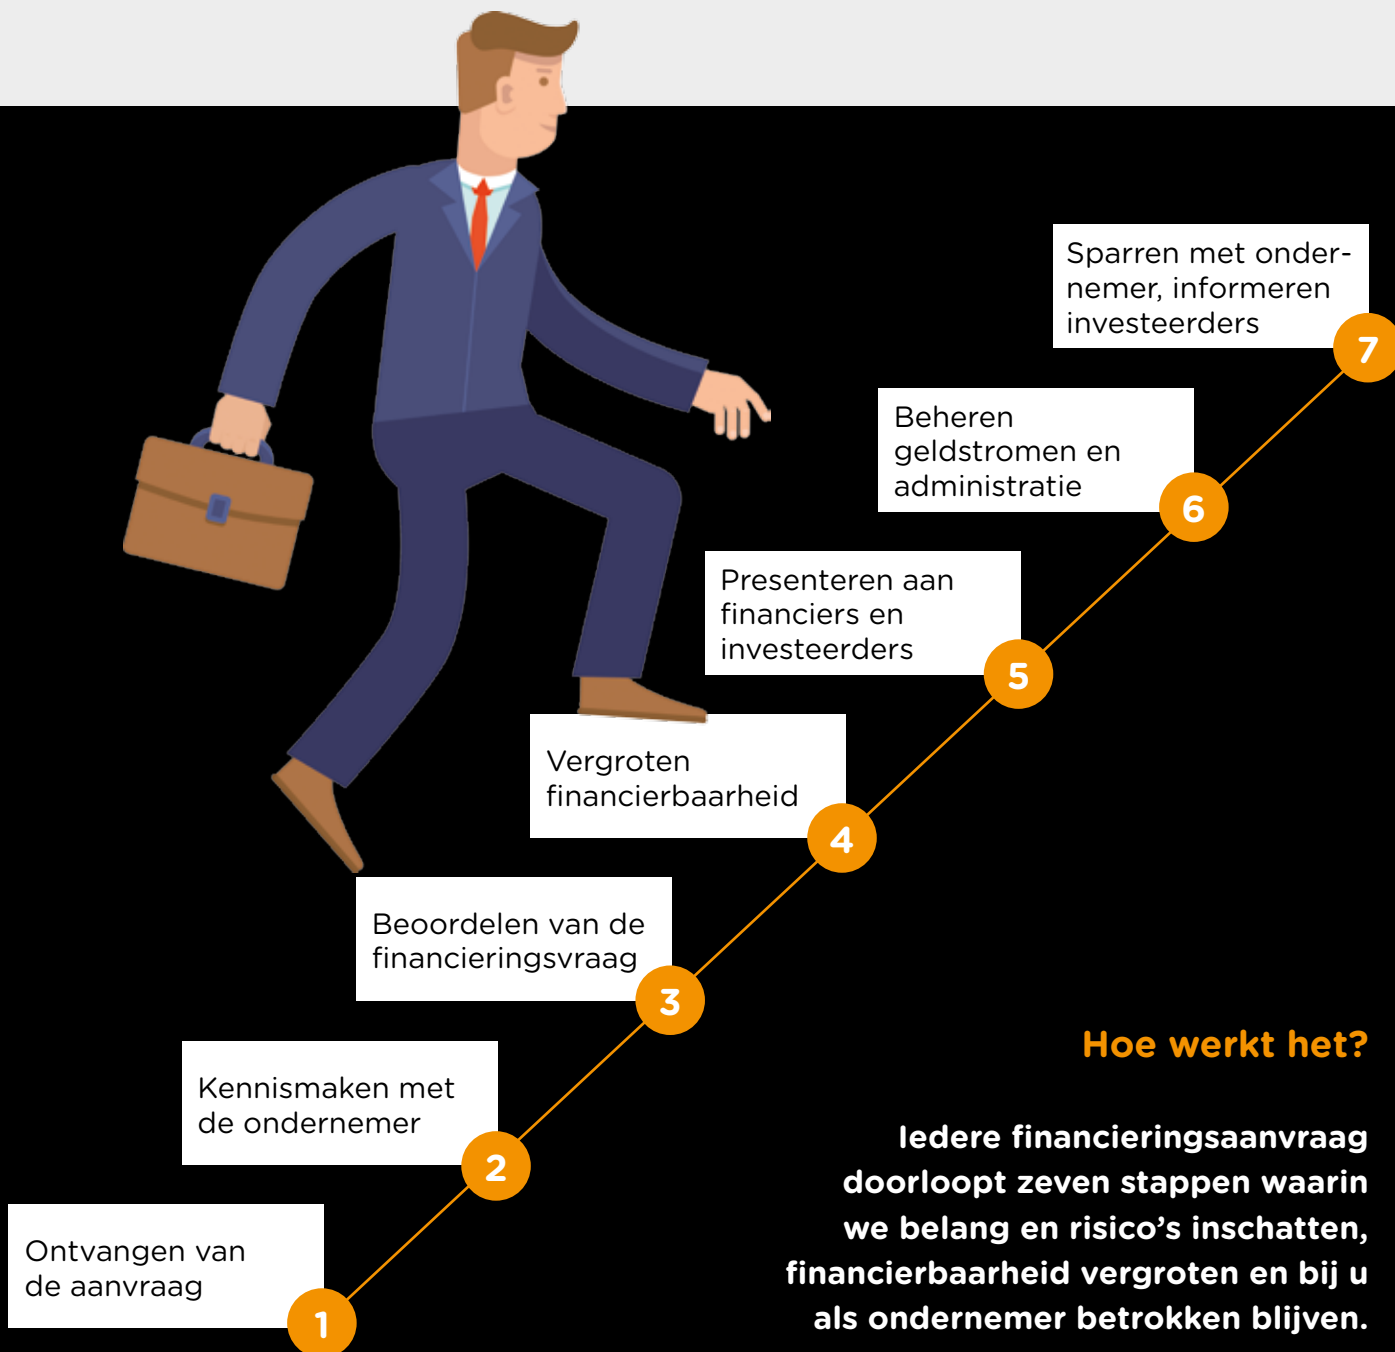 Sparren met onder-
nemer, informeren
investeerders
7
Beheren
geldstromen en
administratie
6
Presenteren aan
financiers en
investeerders
5
Vergroten
financierbaarheid
4
Beoordelen van de
financieringsvraag
3
Kennismaken met
de ondernemer
2
Ontvangen van
de aanvraag
1
Hoe werkt het?
Iedere financieringsaanvraag
doorloopt zeven stappen waarin
we belang en risico’s inschatten,
financierbaarheid vergroten en bij u
als ondernemer betrokken blijven.